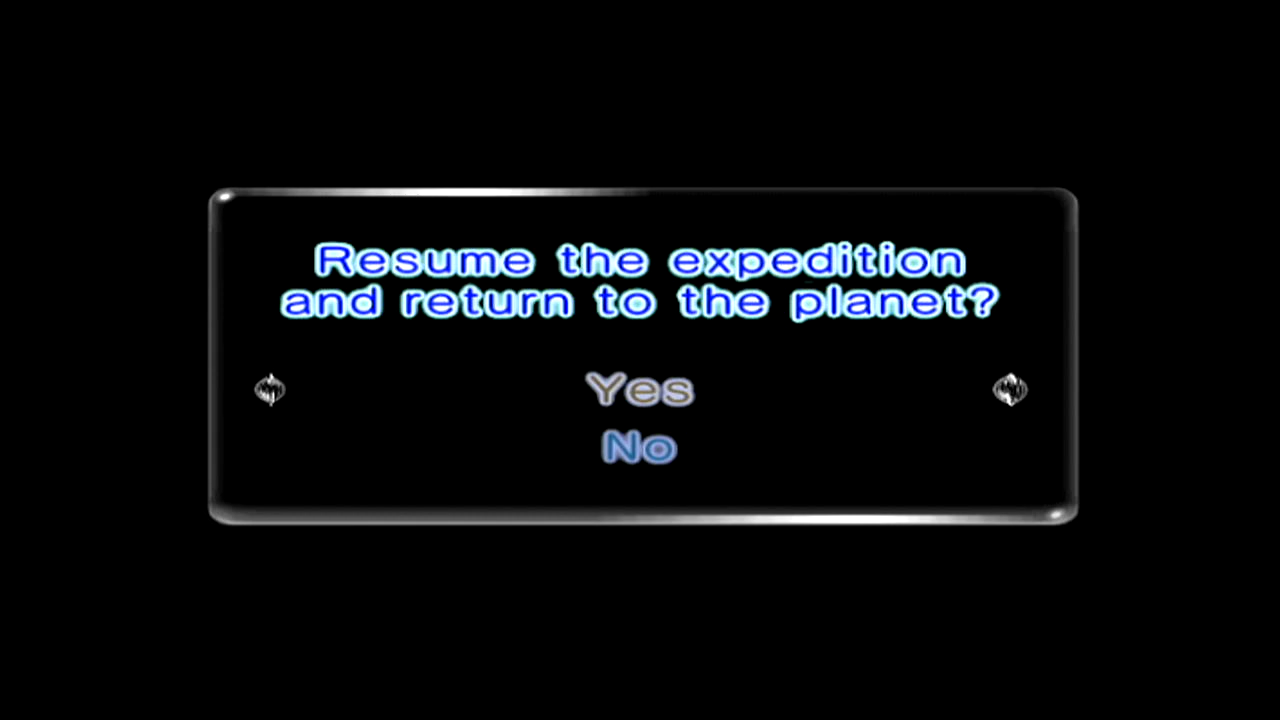 Resume the expedition
and return to the planet?
Yes
No